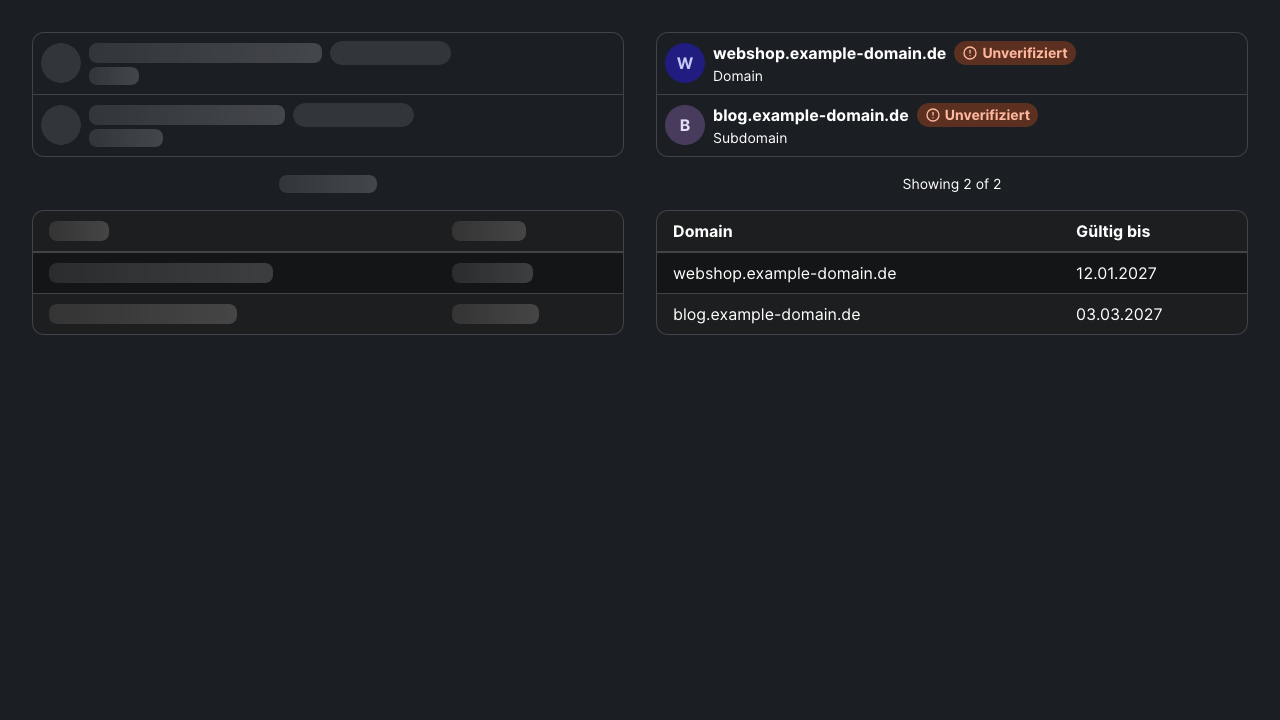 W
webshop.example-domain.de Unverifiziert
Domain
B
blog.example-domain.de Unverifiziert
Subdomain
Showing 2 of 2
Domain Gültig bis
webshop.example-domain.de 12.01.2027
blog.example-domain.de 03.03.2027